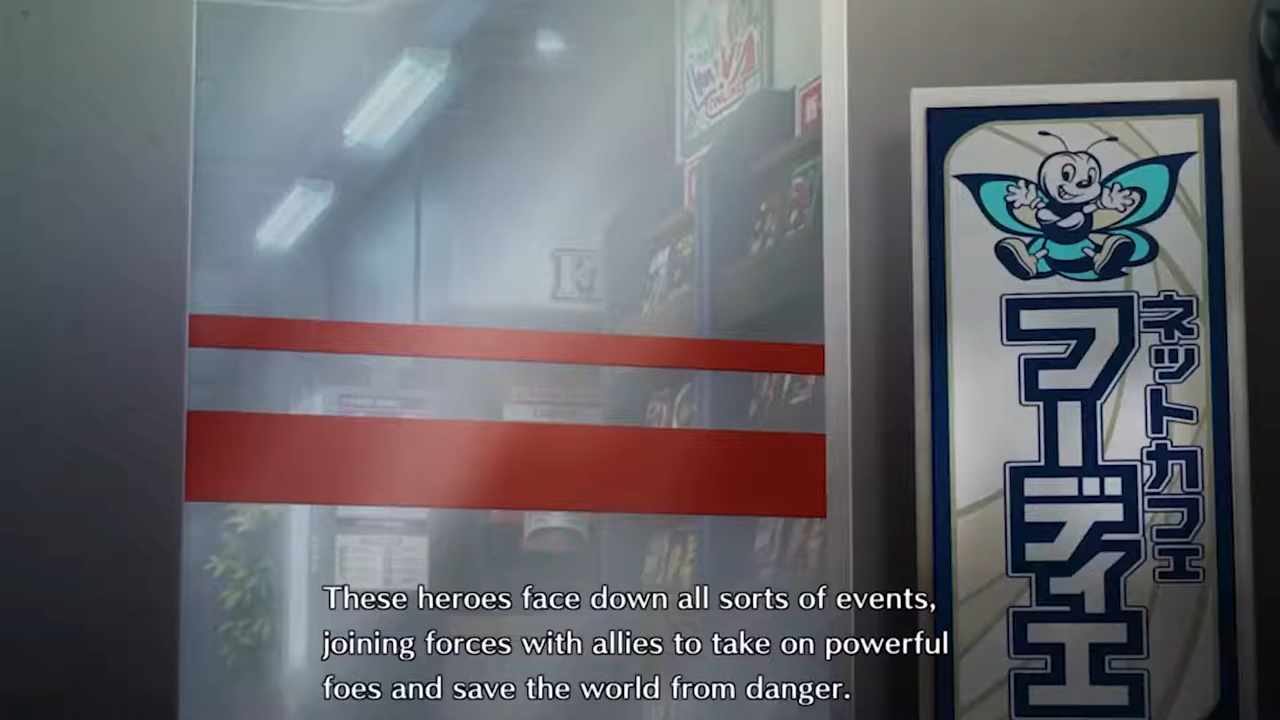 ネットカフェ
フーディエ
These heroes face down all sorts of events,
joining forces with allies to take on powerful
foes and save the world from danger.